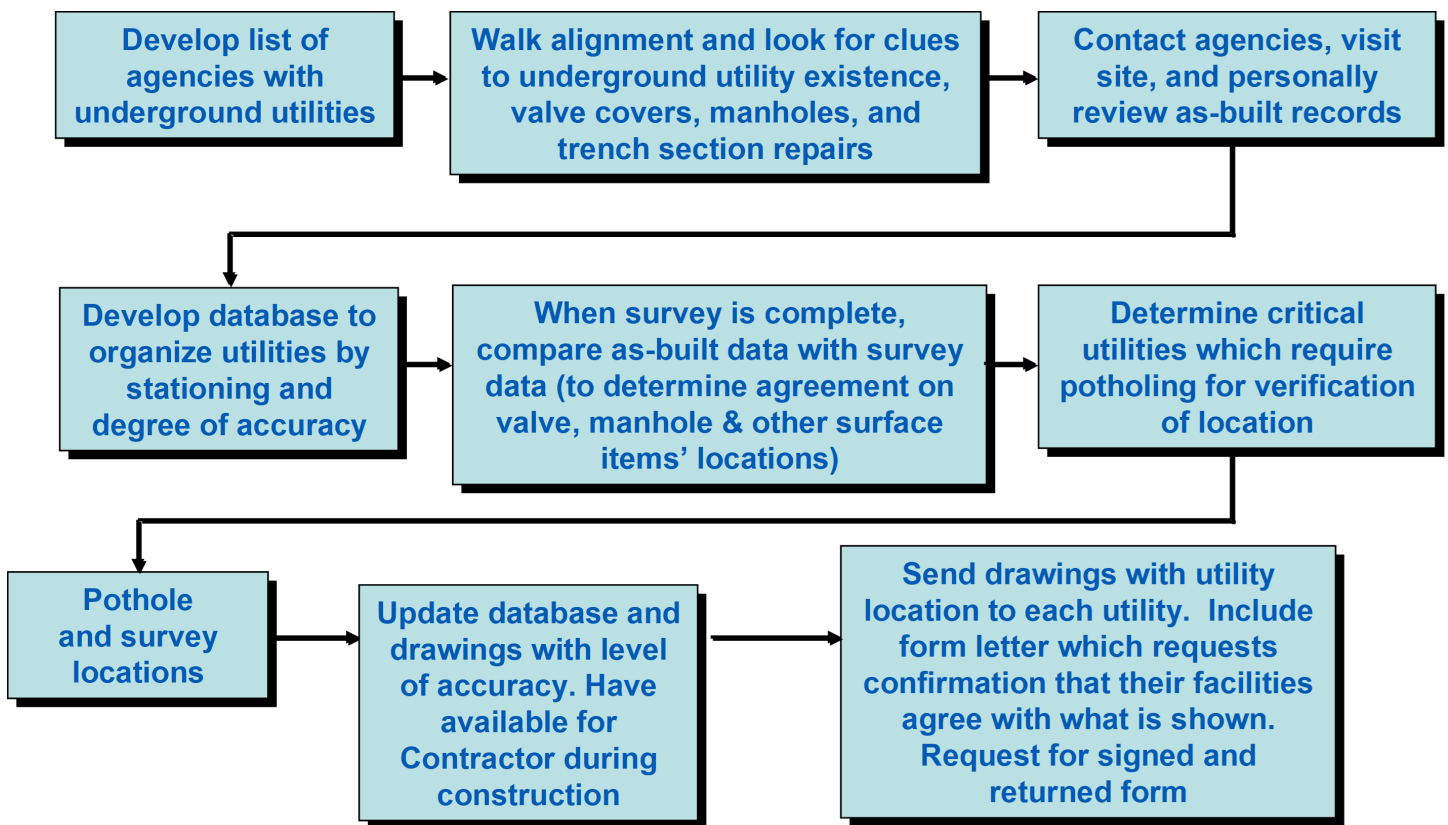 Develop list of
agencies with
underground utilities
Walk alignment and look for clues
to underground utility existence,
valve covers, manholes, and
trench section repairs
Contact agencies, visit
site, and personally
review as-built records
Develop database to
organize utilities by
stationing and
degree of accuracy
When survey is complete,
compare as-built data with survey
data (to determine agreement on
valve, manhole & other surface
items’ locations)
Determine critical
utilities which require
potholing for verification
of location
Pothole
and survey
locations
Update database and
drawings with level
of accuracy. Have
available for
Contractor during
construction
Send drawings with utility
location to each utility.  Include
form letter which requests
confirmation that their facilities
agree with what is shown.
Request for signed and
returned form